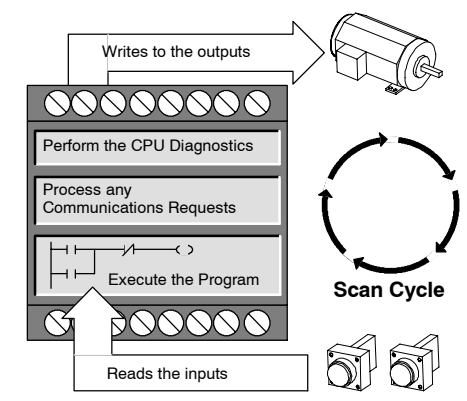 Writes to the outputs
Perform the CPU Diagnostics
Process any
Communications Requests
Execute the Program
Scan Cycle
Reads the inputs